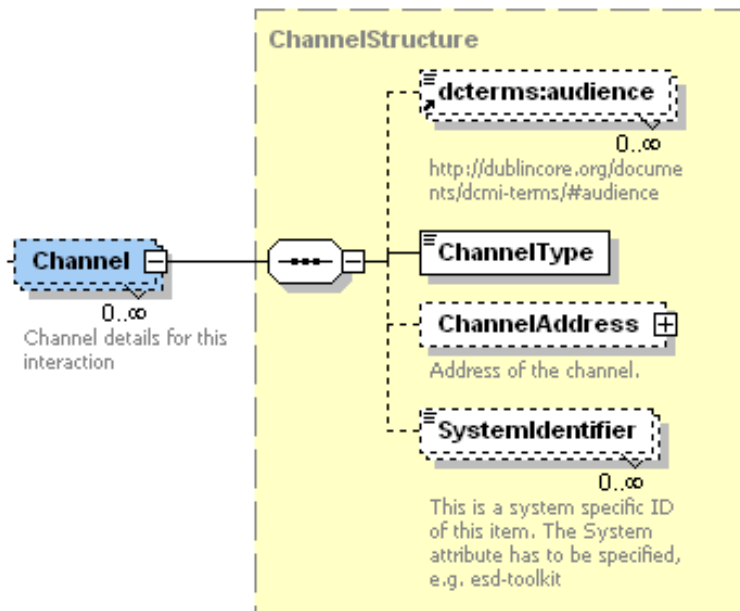 ChannelStructure
dcterms:audience
0..∞
http://dublincore.org/docume
nts/dcmi-terms/#audience
Channel
0..∞
Channel details for this
interaction
ChannelType
ChannelAddress
Address of the channel.
SystemIdentifier
0..∞
This is a system specific ID
of this item. The System
attribute has to be specified,
e.g. esd-toolkit